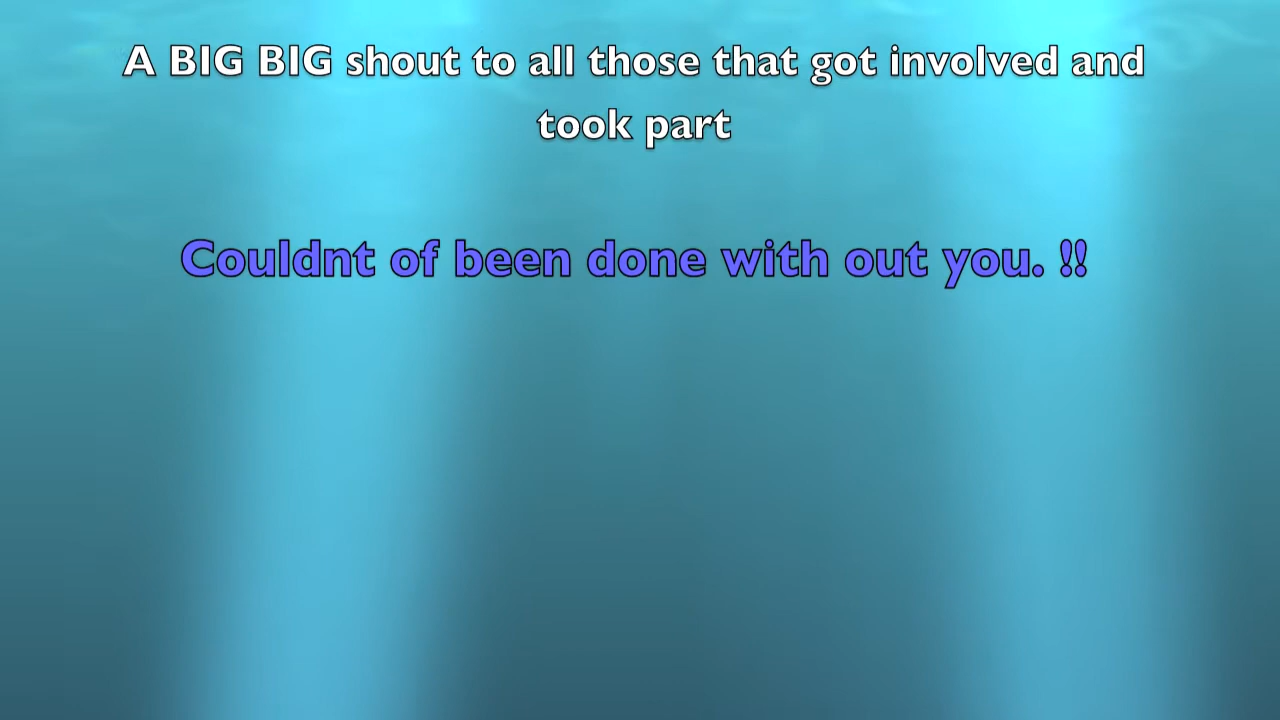 A BIG BIG shout to all those that got involved and
took part
Couldnt of been done with out you. !!